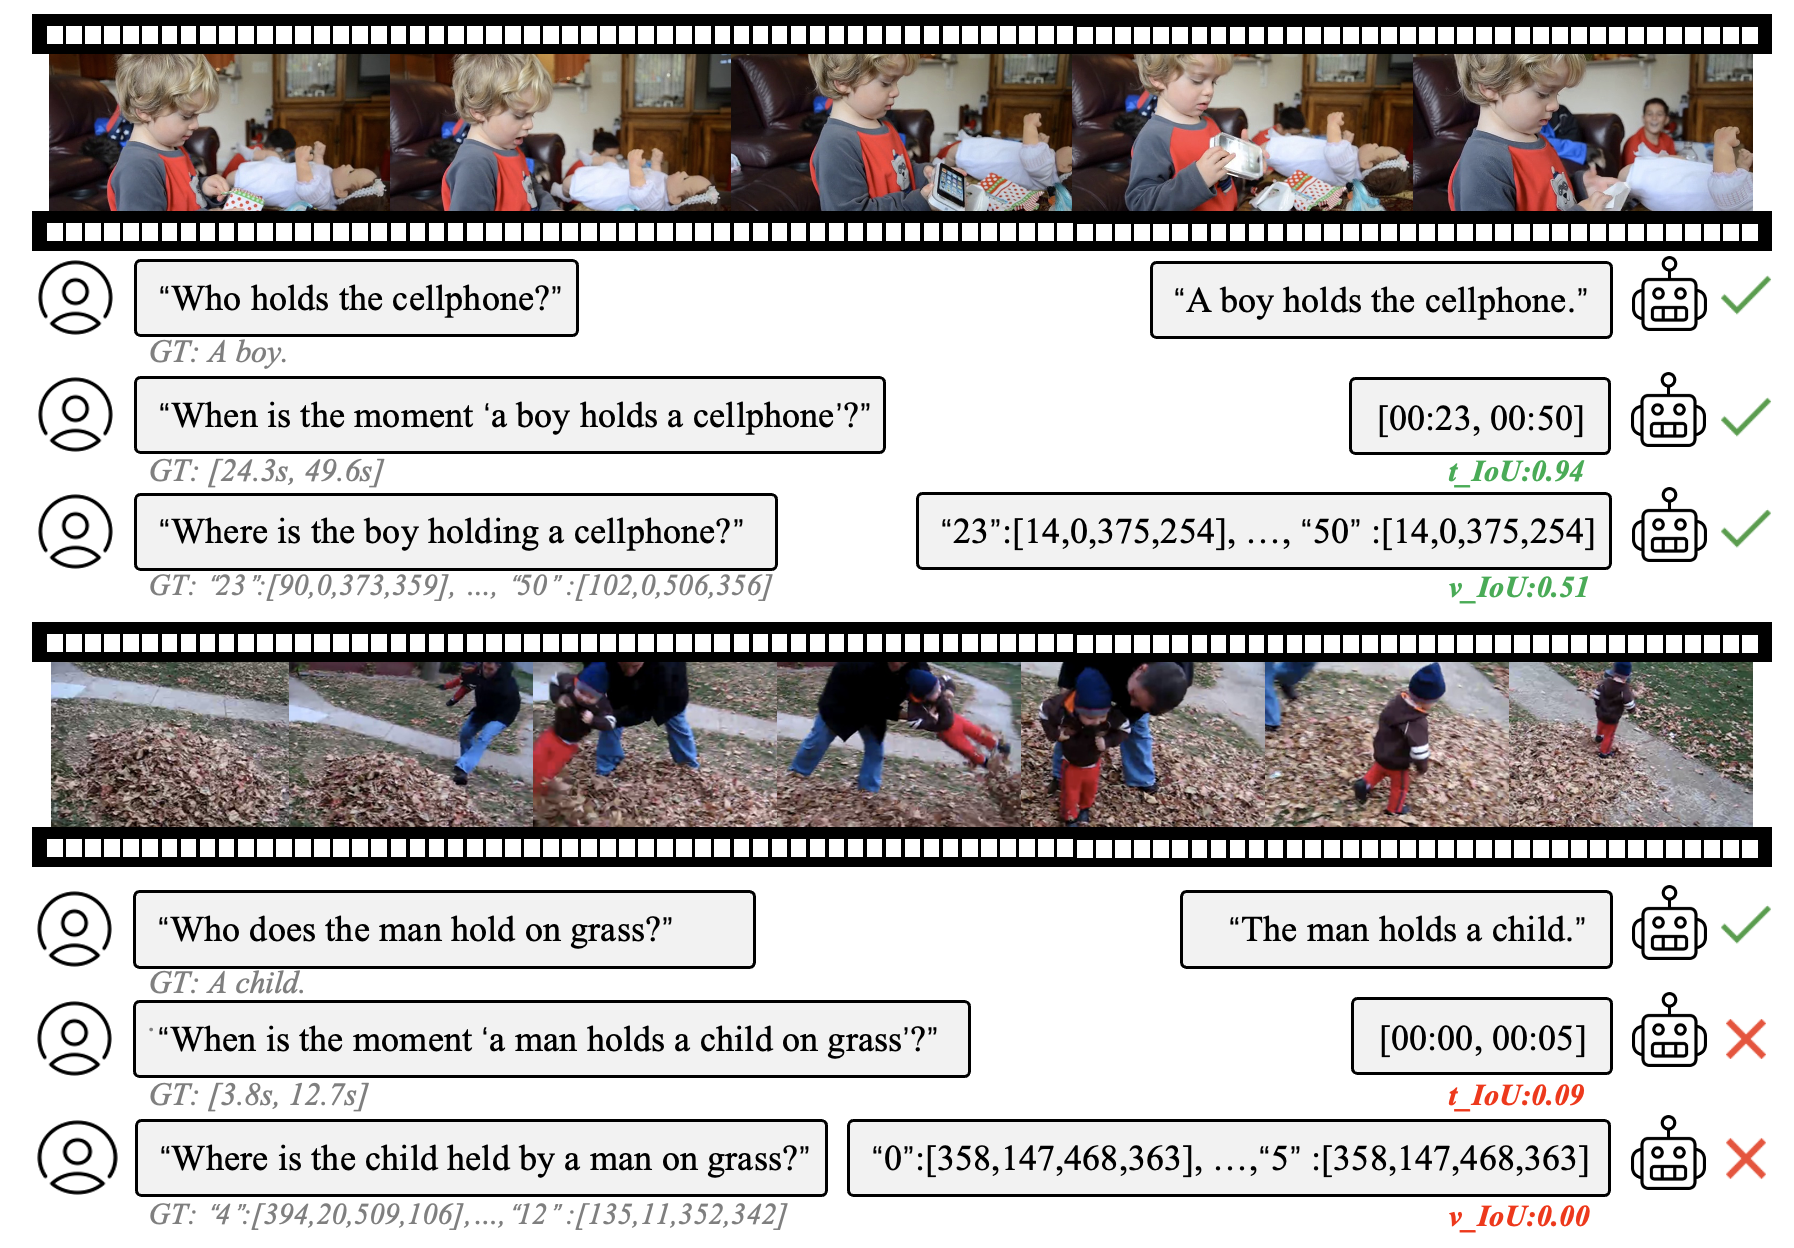 “Who holds the cellphone?”
“A boy holds the cellphone.”
GT: A boy.
“When is the moment ‘a boy holds a cellphone’?”
[00:23, 00:50]
GT: [24.3s, 49.6s]
t_IoU:0.94
“Where is the boy holding a cellphone?”
“23”:[14,0,375,254], …, “50” :[14,0,375,254]
GT: “23”:[90,0,373,359], …, “50” :[102,0,506,356]
v_IoU:0.51
“Who does the man hold on grass?”
“The man holds a child.”
GT: A child.
“When is the moment ‘a man holds a child on grass’?”
[00:00, 00:05]
GT: [3.8s, 12.7s]
t_IoU:0.09
“Where is the child held by a man on grass?”
“0”:[358,147,468,363], …,“5” :[358,147,468,363]
GT: “4”:[394,20,509,106],…, “12” :[135,11,352,342]
v_IoU:0.00